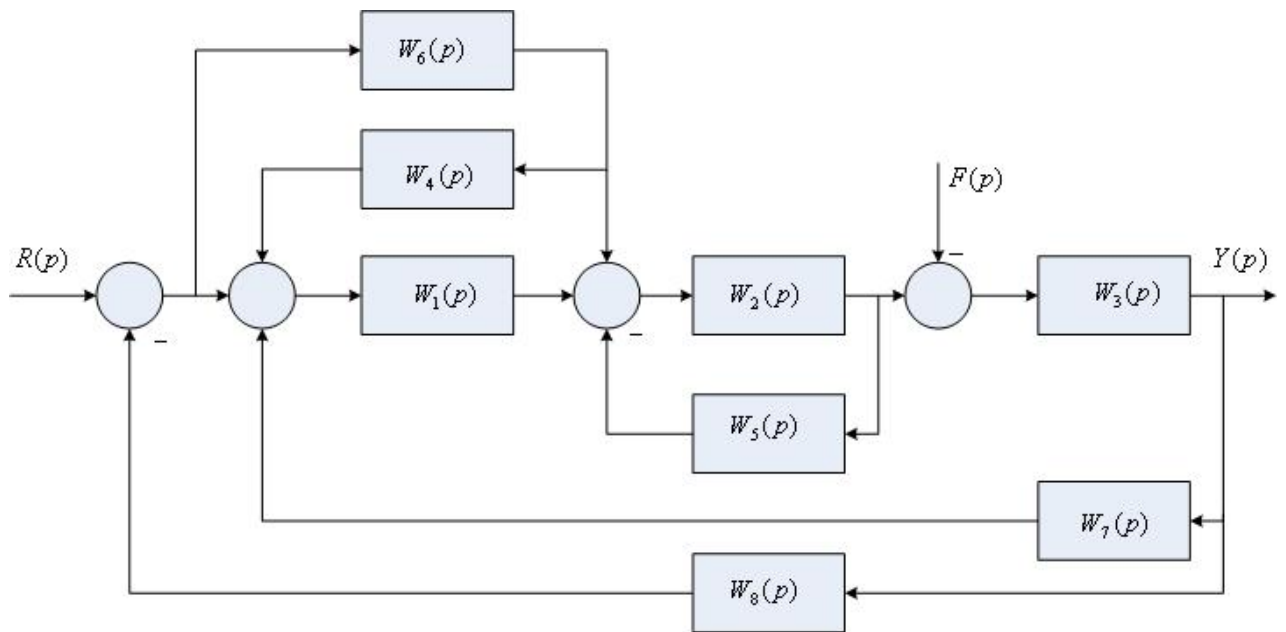 W₆(p)
W₄(p)
F(p)
R(p)
Y(p)
W₁(p)
W₂(p)
W₃(p)
–
–
–
W₅(p)
W₇(p)
W₈(p)